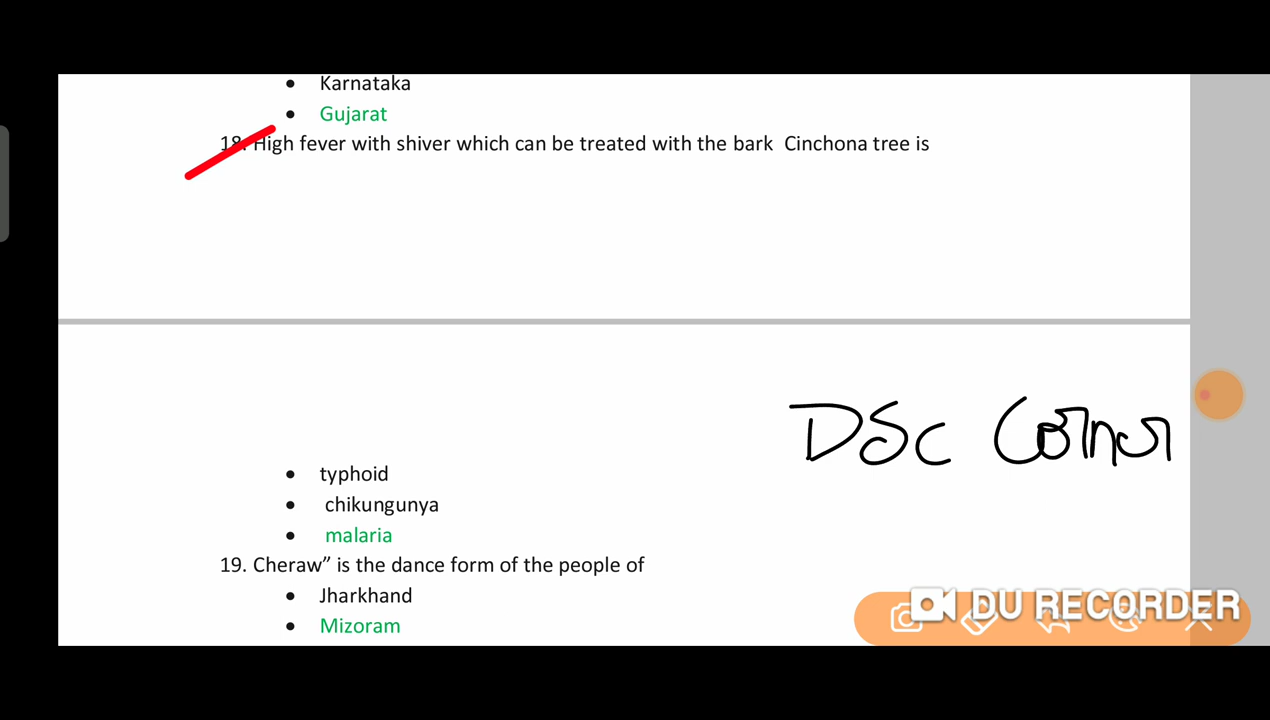 • Karnataka
• Gujarat
18. High fever with shiver which can be treated with the bark Cinchona tree is
DSC Corner
• typhoid
• chikungunya
• malaria
19. Cheraw” is the dance form of the people of
• Jharkhand
• Mizoram
DU RECORDER